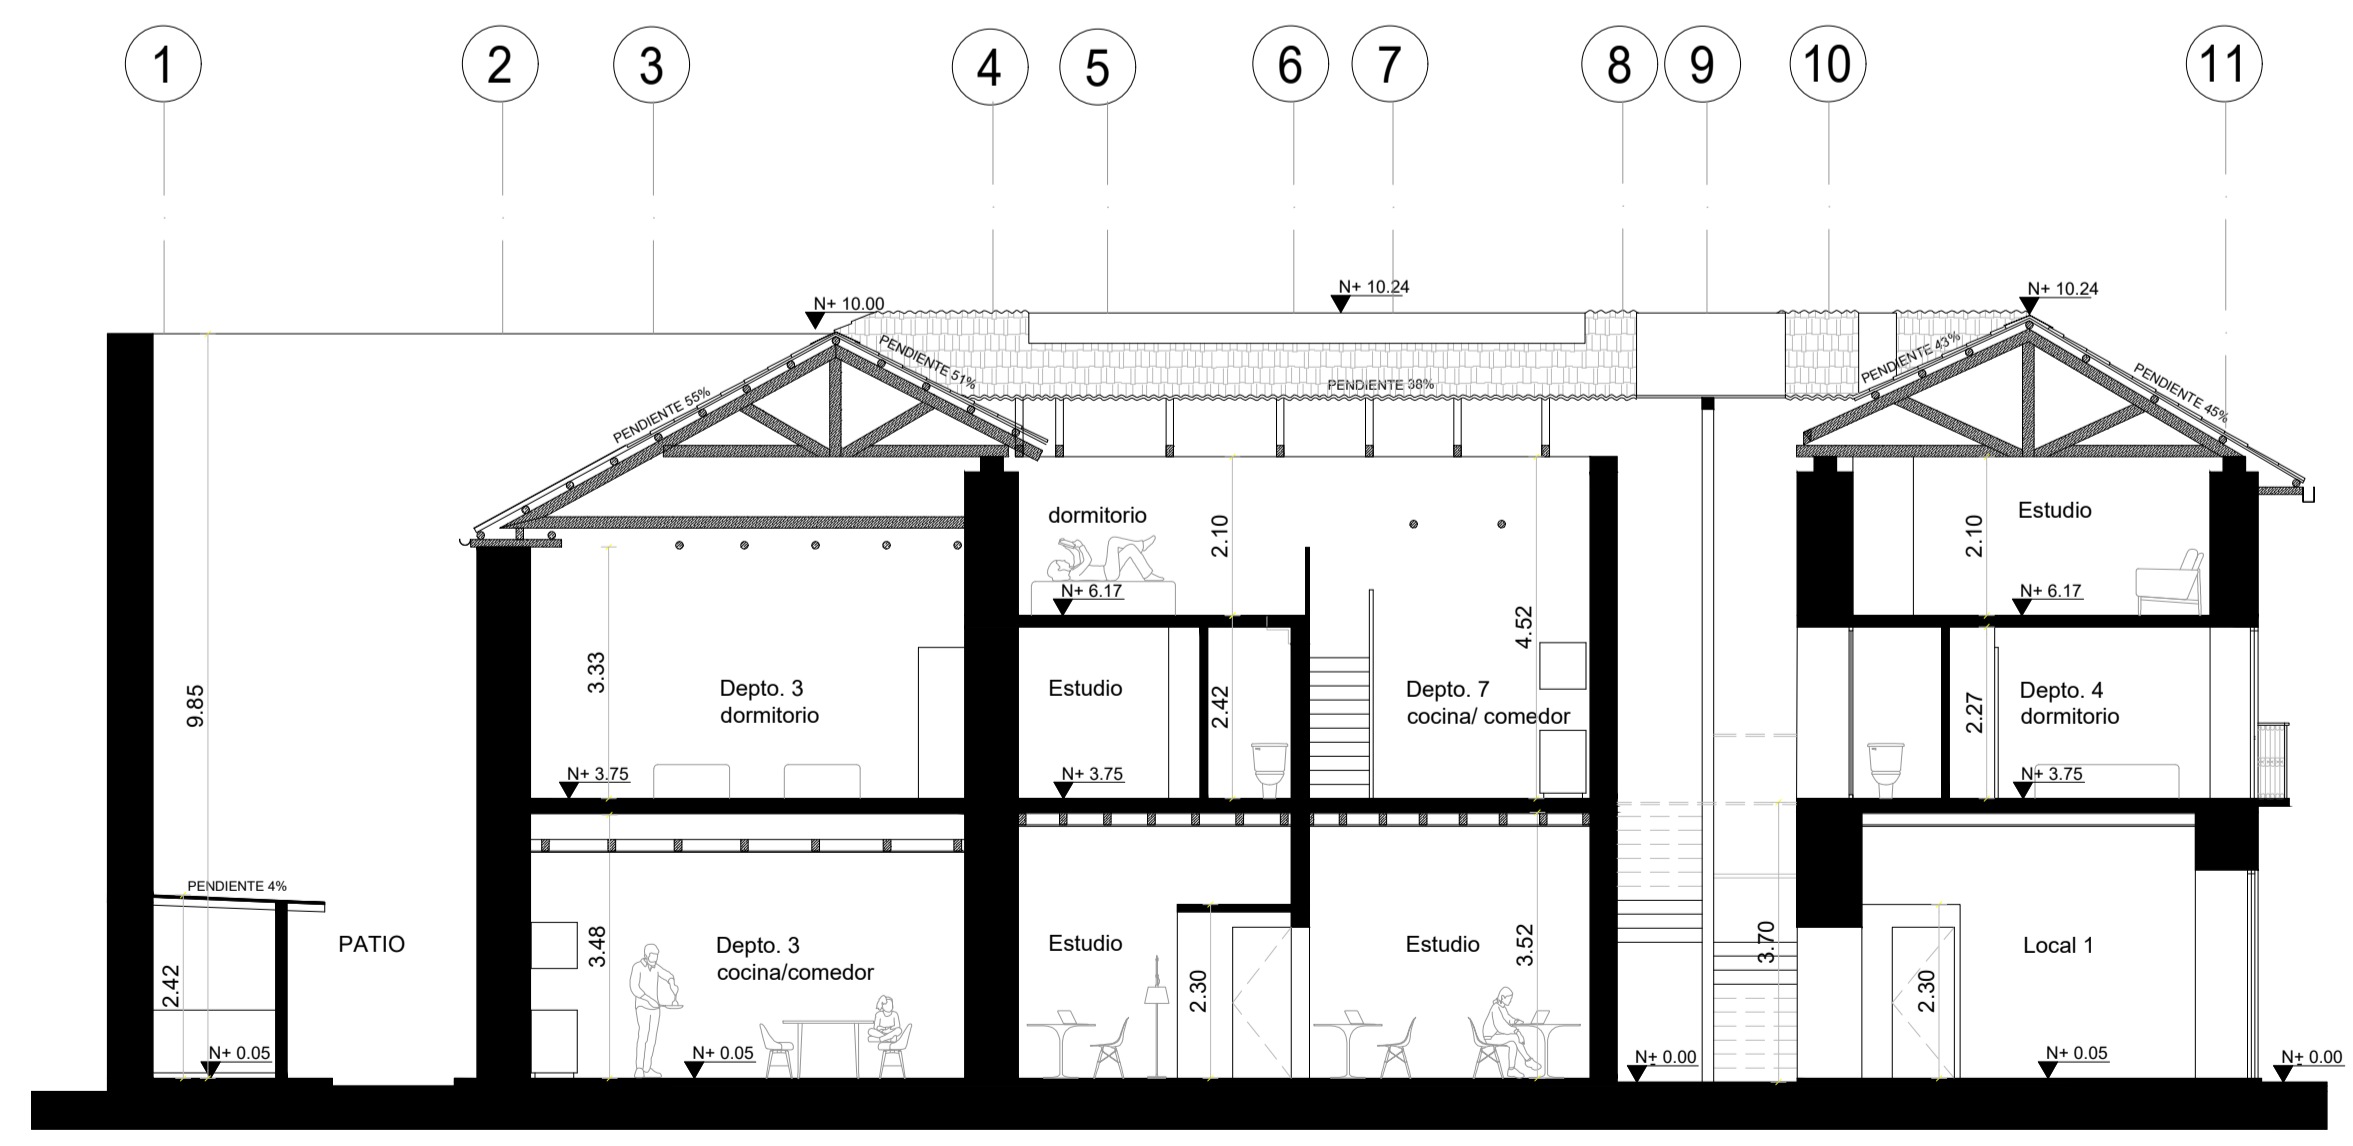 1
2
3
4
5
6
7
8
9
10
11
N+ 10.00
N+ 10.24
N+ 10.24
PENDIENTE 55%
PENDIENTE 51%
PENDIENTE 38%
PENDIENTE 43%
PENDIENTE 45%
dormitorio
2.10
N+ 6.17
4.52
2.10
Estudio
N+ 6.17
9.85
3.33
Depto. 3
dormitorio
N+ 3.75
Estudio
2.42
N+ 3.75
Depto. 7
cocina/ comedor
2.27
Depto. 4
dormitorio
N+ 3.75
PENDIENTE 4%
2.42
N+ 0.05
PATIO
3.48
Depto. 3
cocina/comedor
N+ 0.05
Estudio
2.30
Estudio
3.52
N+ 0.00
3.70
2.30
Local 1
N+ 0.05
N+ 0.00